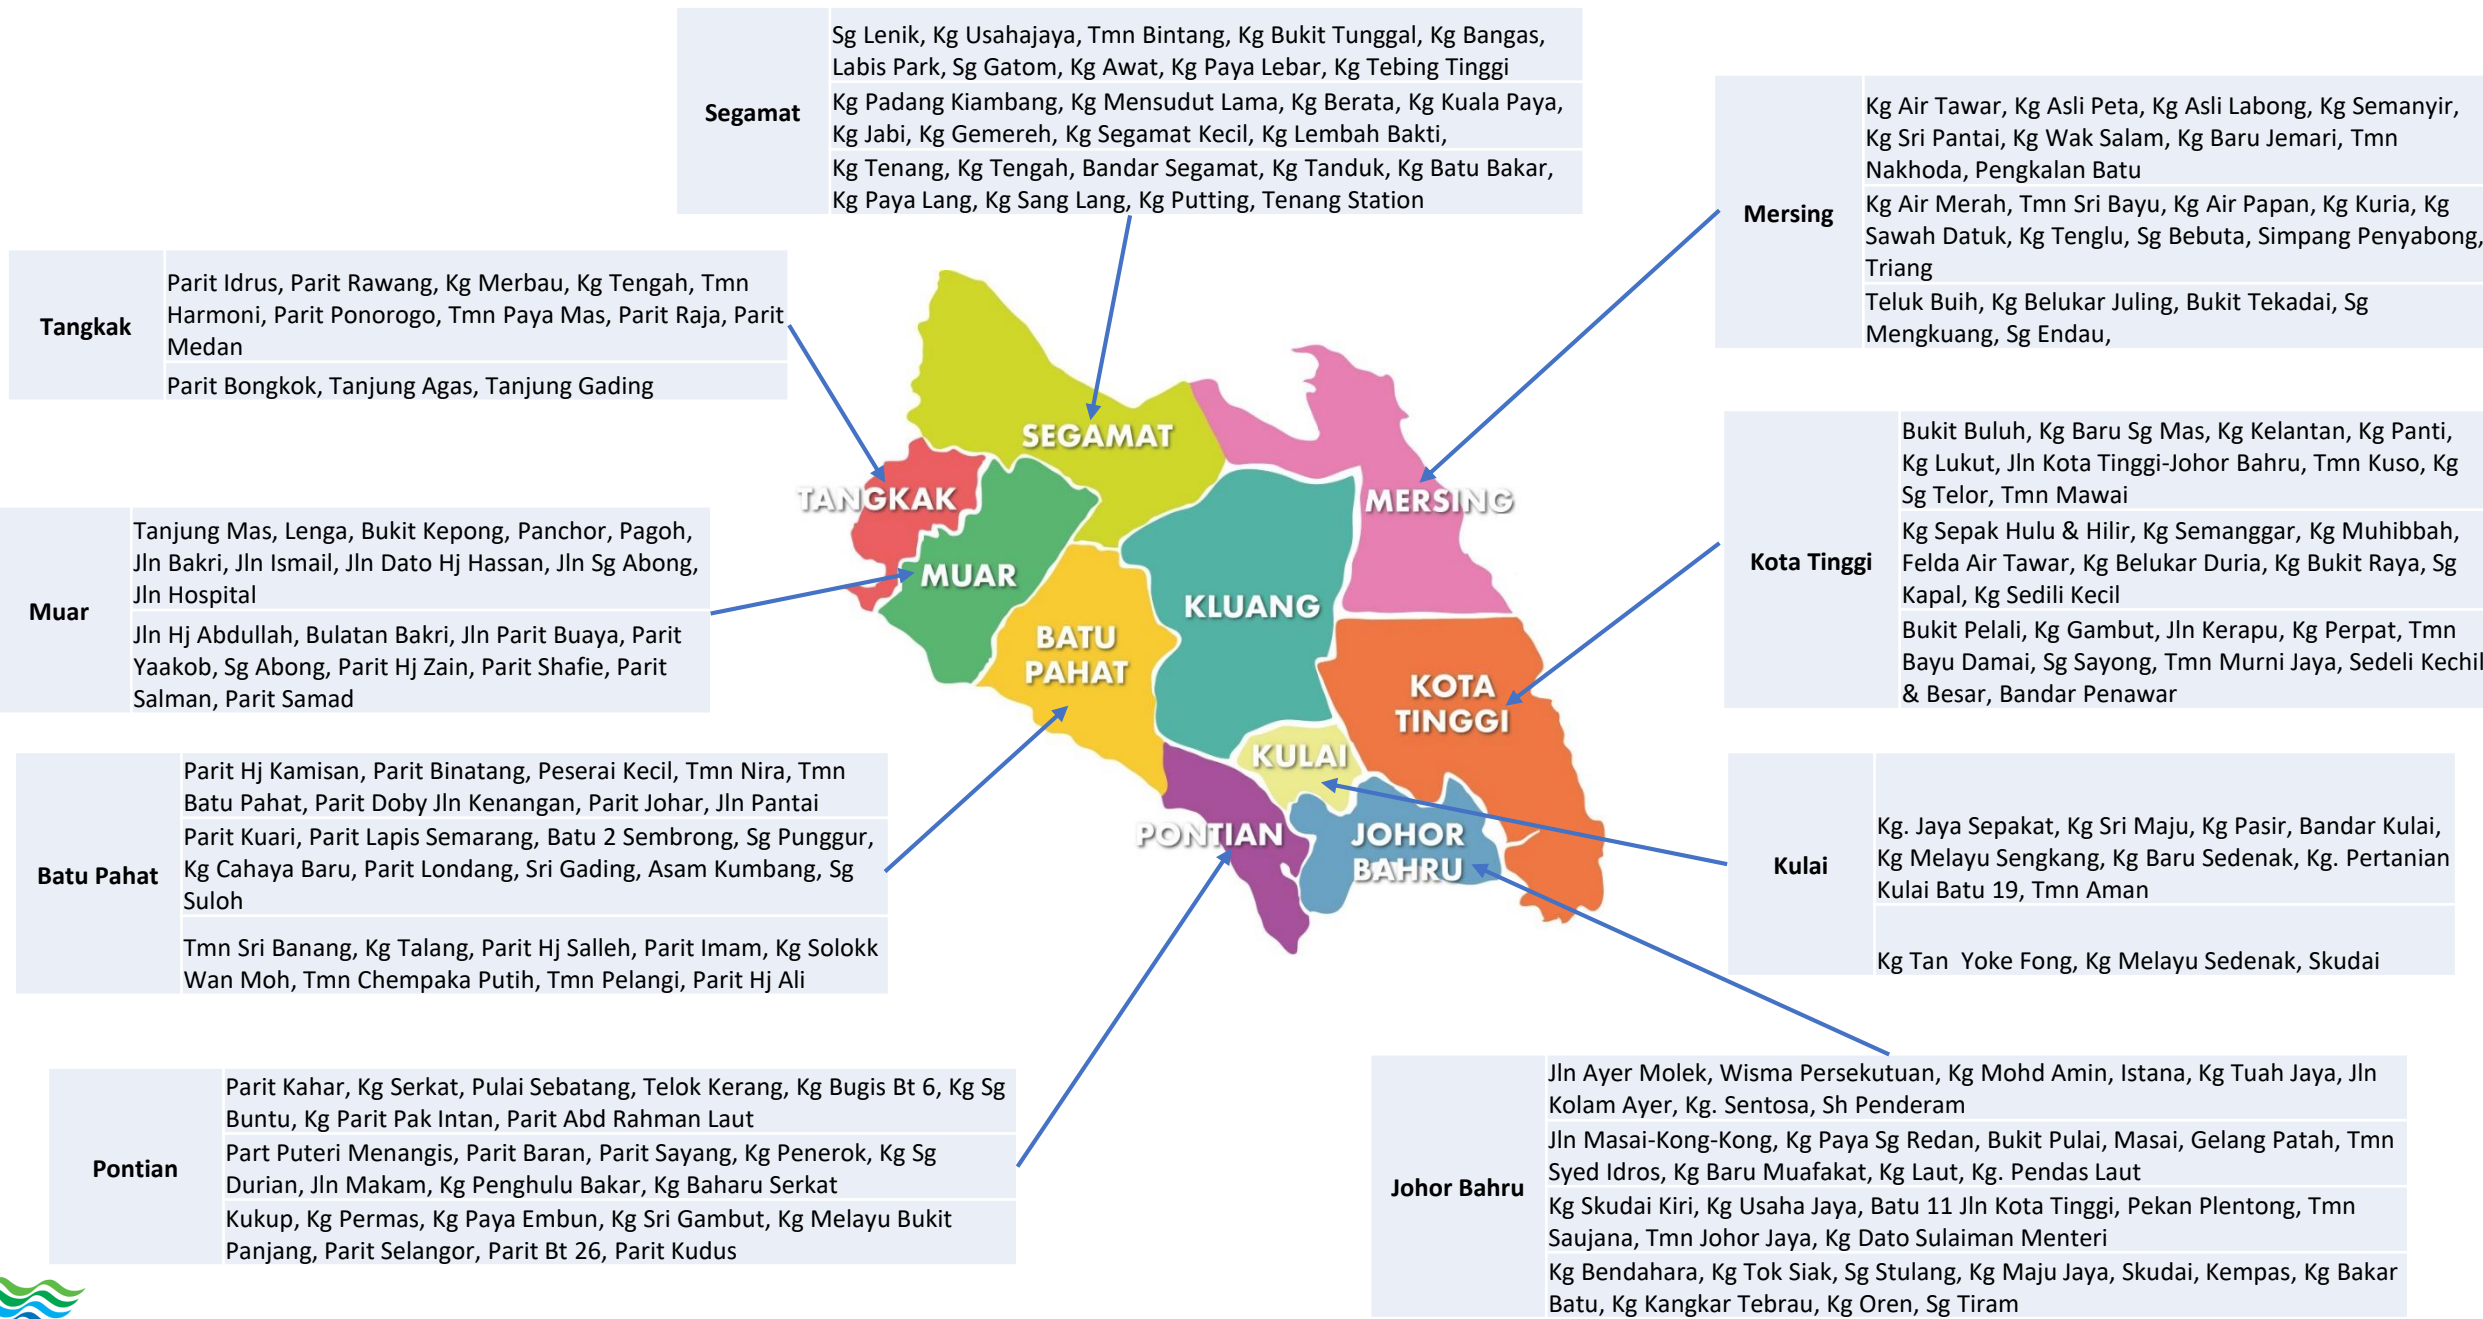 Segamat
Sg Lenik, Kg Usahajaya, Tmn Bintang, Kg Bukit Tunggal, Kg Bangas,
Labis Park, Sg Gatom, Kg Awat, Kg Paya Lebar, Kg Tebing Tinggi
Kg Padang Kiambang, Kg Mensudut Lama, Kg Berata, Kg Kuala Paya,
Kg Jabi, Kg Gemereh, Kg Segamat Kecil, Kg Lembah Bakti,
Kg Tenang, Kg Tengah, Bandar Segamat, Kg Tanduk, Kg Batu Bakar,
Kg Paya Lang, Kg Sang Lang, Kg Putting, Tenang Station
Mersing
Kg Air Tawar, Kg Asli Peta, Kg Asli Labong, Kg Semanyir,
Kg Sri Pantai, Kg Wak Salam, Kg Baru Jemari, Tmn
Nakhoda, Pengkalan Batu
Kg Air Merah, Tmn Sri Bayu, Kg Air Papan, Kg Kuria, Kg
Sawah Datuk, Kg Tenglu, Sg Bebuta, Simpang Penyabong,
Triang
Teluk Buih, Kg Belukar Juling, Bukit Tekadai, Sg
Mengkuang, Sg Endau,
Tangkak
Parit Idrus, Parit Rawang, Kg Merbau, Kg Tengah, Tmn
Harmoni, Parit Ponorogo, Tmn Paya Mas, Parit Raja, Parit
Medan
Parit Bongkok, Tanjung Agas, Tanjung Gading
Kota Tinggi
Bukit Buluh, Kg Baru Sg Mas, Kg Kelantan, Kg Panti,
Kg Lukut, Jln Kota Tinggi-Johor Bahru, Tmn Kuso, Kg
Sg Telor, Tmn Mawai
Kg Sepak Hulu & Hilir, Kg Semanggar, Kg Muhibbah,
Felda Air Tawar, Kg Belukar Duria, Kg Bukit Raya, Sg
Kapal, Kg Sedili Kecil
Bukit Pelali, Kg Gambut, Jln Kerapu, Kg Perpat, Tmn
Bayu Damai, Sg Sayong, Tmn Murni Jaya, Sedeli Kechil
& Besar, Bandar Penawar
Muar
Tanjung Mas, Lenga, Bukit Kepong, Panchor, Pagoh,
Jln Bakri, Jln Ismail, Jln Dato Hj Hassan, Jln Sg Abong,
Jln Hospital
Jln Hj Abdullah, Bulatan Bakri, Jln Parit Buaya, Parit
Yaakob, Sg Abong, Parit Hj Zain, Parit Shafie, Parit
Salman, Parit Samad
SEGAMAT
TANGKAK
MERSING
MUAR
KLUANG
BATU
PAHAT
KOTA
TINGGI
KULAI
PONTIAN
JOHOR
BAHRU
Batu Pahat
Parit Hj Kamisan, Parit Binatang, Peserai Kecil, Tmn Nira, Tmn
Batu Pahat, Parit Doby Jln Kenangan, Parit Johar, Jln Pantai
Parit Kuari, Parit Lapis Semarang, Batu 2 Sembrong, Sg Punggur,
Kg Cahaya Baru, Parit Londang, Sri Gading, Asam Kumbang, Sg
Suloh
Tmn Sri Banang, Kg Talang, Parit Hj Salleh, Parit Imam, Kg Solokk
Wan Moh, Tmn Chempaka Putih, Tmn Pelangi, Parit Hj Ali
Kulai
Kg. Jaya Sepakat, Kg Sri Maju, Kg Pasir, Bandar Kulai,
Kg Melayu Sengkang, Kg Baru Sedenak, Kg. Pertanian
Kulai Batu 19, Tmn Aman
Kg Tan  Yoke Fong, Kg Melayu Sedenak, Skudai
Pontian
Parit Kahar, Kg Serkat, Pulai Sebatang, Telok Kerang, Kg Bugis Bt 6, Kg Sg
Buntu, Kg Parit Pak Intan, Parit Abd Rahman Laut
Part Puteri Menangis, Parit Baran, Parit Sayang, Kg Penerok, Kg Sg
Durian, Jln Makam, Kg Penghulu Bakar, Kg Baharu Serkat
Kukup, Kg Permas, Kg Paya Embun, Kg Sri Gambut, Kg Melayu Bukit
Panjang, Parit Selangor, Parit Bt 26, Parit Kudus
Johor Bahru
Jln Ayer Molek, Wisma Persekutuan, Kg Mohd Amin, Istana, Kg Tuah Jaya, Jln
Kolam Ayer, Kg. Sentosa, Sh Penderam
Jln Masai-Kong-Kong, Kg Paya Sg Redan, Bukit Pulai, Masai, Gelang Patah, Tmn
Syed Idros, Kg Baru Muafakat, Kg Laut, Kg. Pendas Laut
Kg Skudai Kiri, Kg Usaha Jaya, Batu 11 Jln Kota Tinggi, Pekan Plentong, Tmn
Saujana, Tmn Johor Jaya, Kg Dato Sulaiman Menteri
Kg Bendahara, Kg Tok Siak, Sg Stulang, Kg Maju Jaya, Skudai, Kempas, Kg Bakar
Batu, Kg Kangkar Tebrau, Kg Oren, Sg Tiram